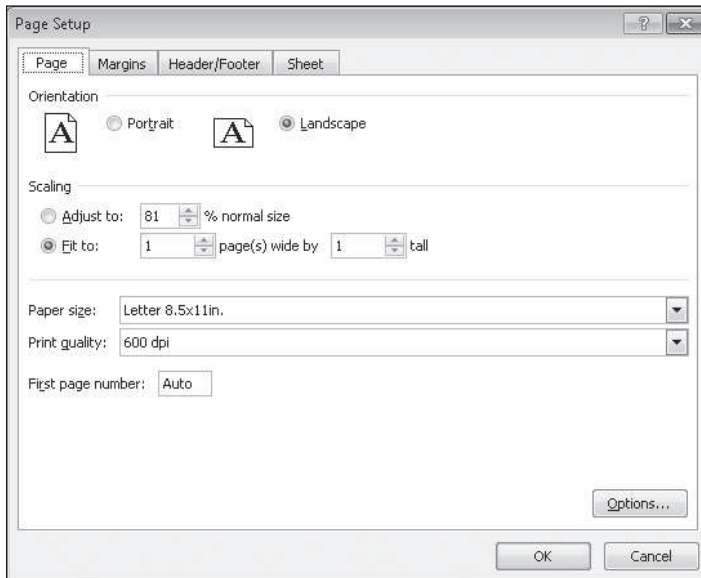 Page Setup
Page Margins Header/Footer Sheet
Orientation
A Portrait A Landscape
Scaling
Adjust to: 81 % normal size
Fit to: 1 page(s) wide by 1 tall
Paper size: Letter 8.5x11in.
Print quality: 600 dpi
First page number: Auto
Options...
OK Cancel